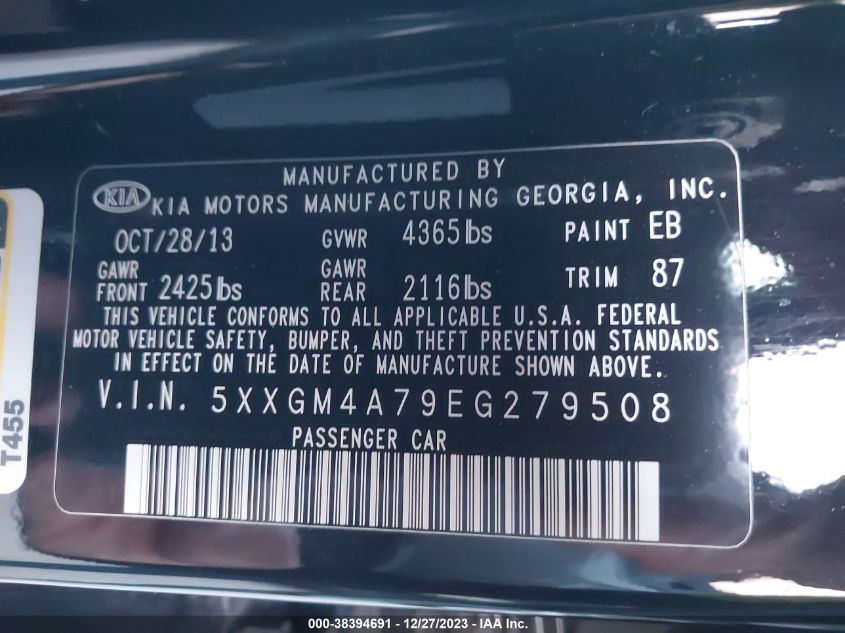 MANUFACTURED BY
KIA KIA MOTORS MANUFACTURING GEORGIA, INC.
OCT/28/13 GVWR 4365lbs PAINT EB
GAWR FRONT 2425lbs GAWR REAR 2116lbs TRIM 87
THIS VEHICLE CONFORMS TO ALL APPLICABLE U.S.A. FEDERAL
MOTOR VEHICLE SAFETY, BUMPER, AND THEFT PREVENTION STANDARDS
IN EFFECT ON THE DATE OF MANUFACTURE SHOWN ABOVE.
V.I.N. 5XXGM4A79EG279508
PASSENGER CAR
T455
000-38394691 - 12/27/2023 - IAA Inc.